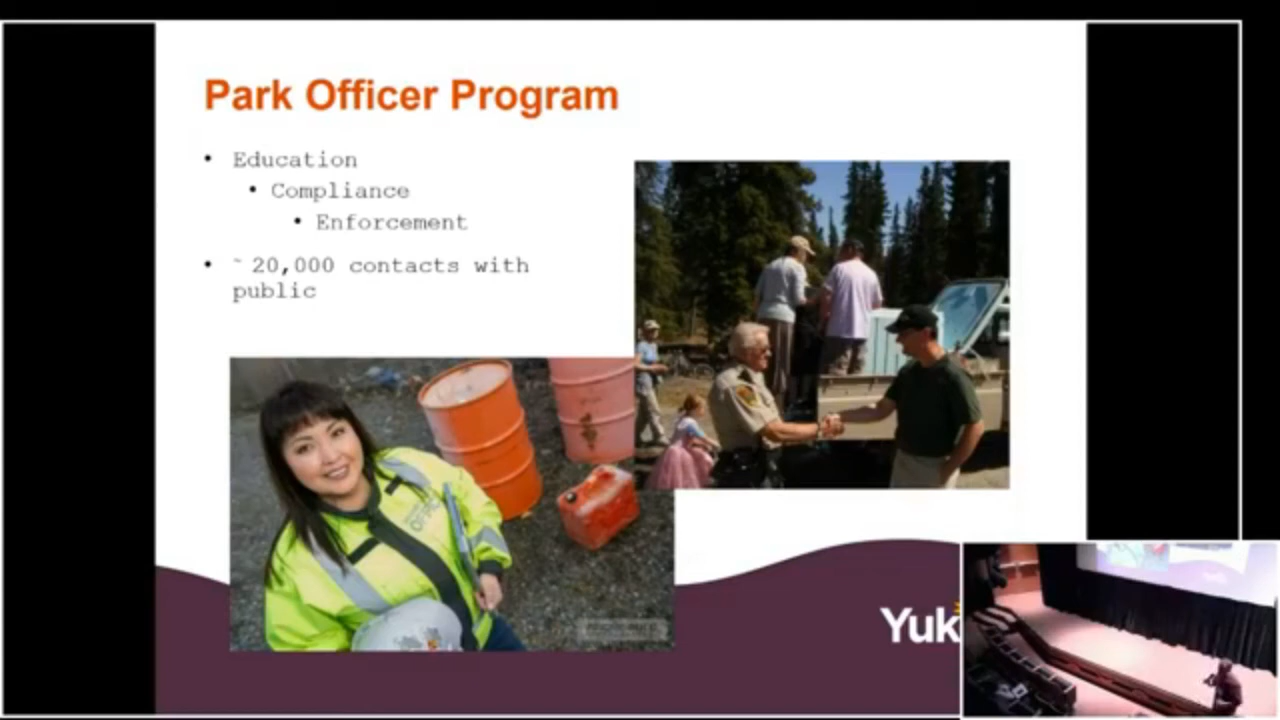 Park Officer Program
• Education
• Compliance
• Enforcement
• ~ 20,000 contacts with
public
Yuk